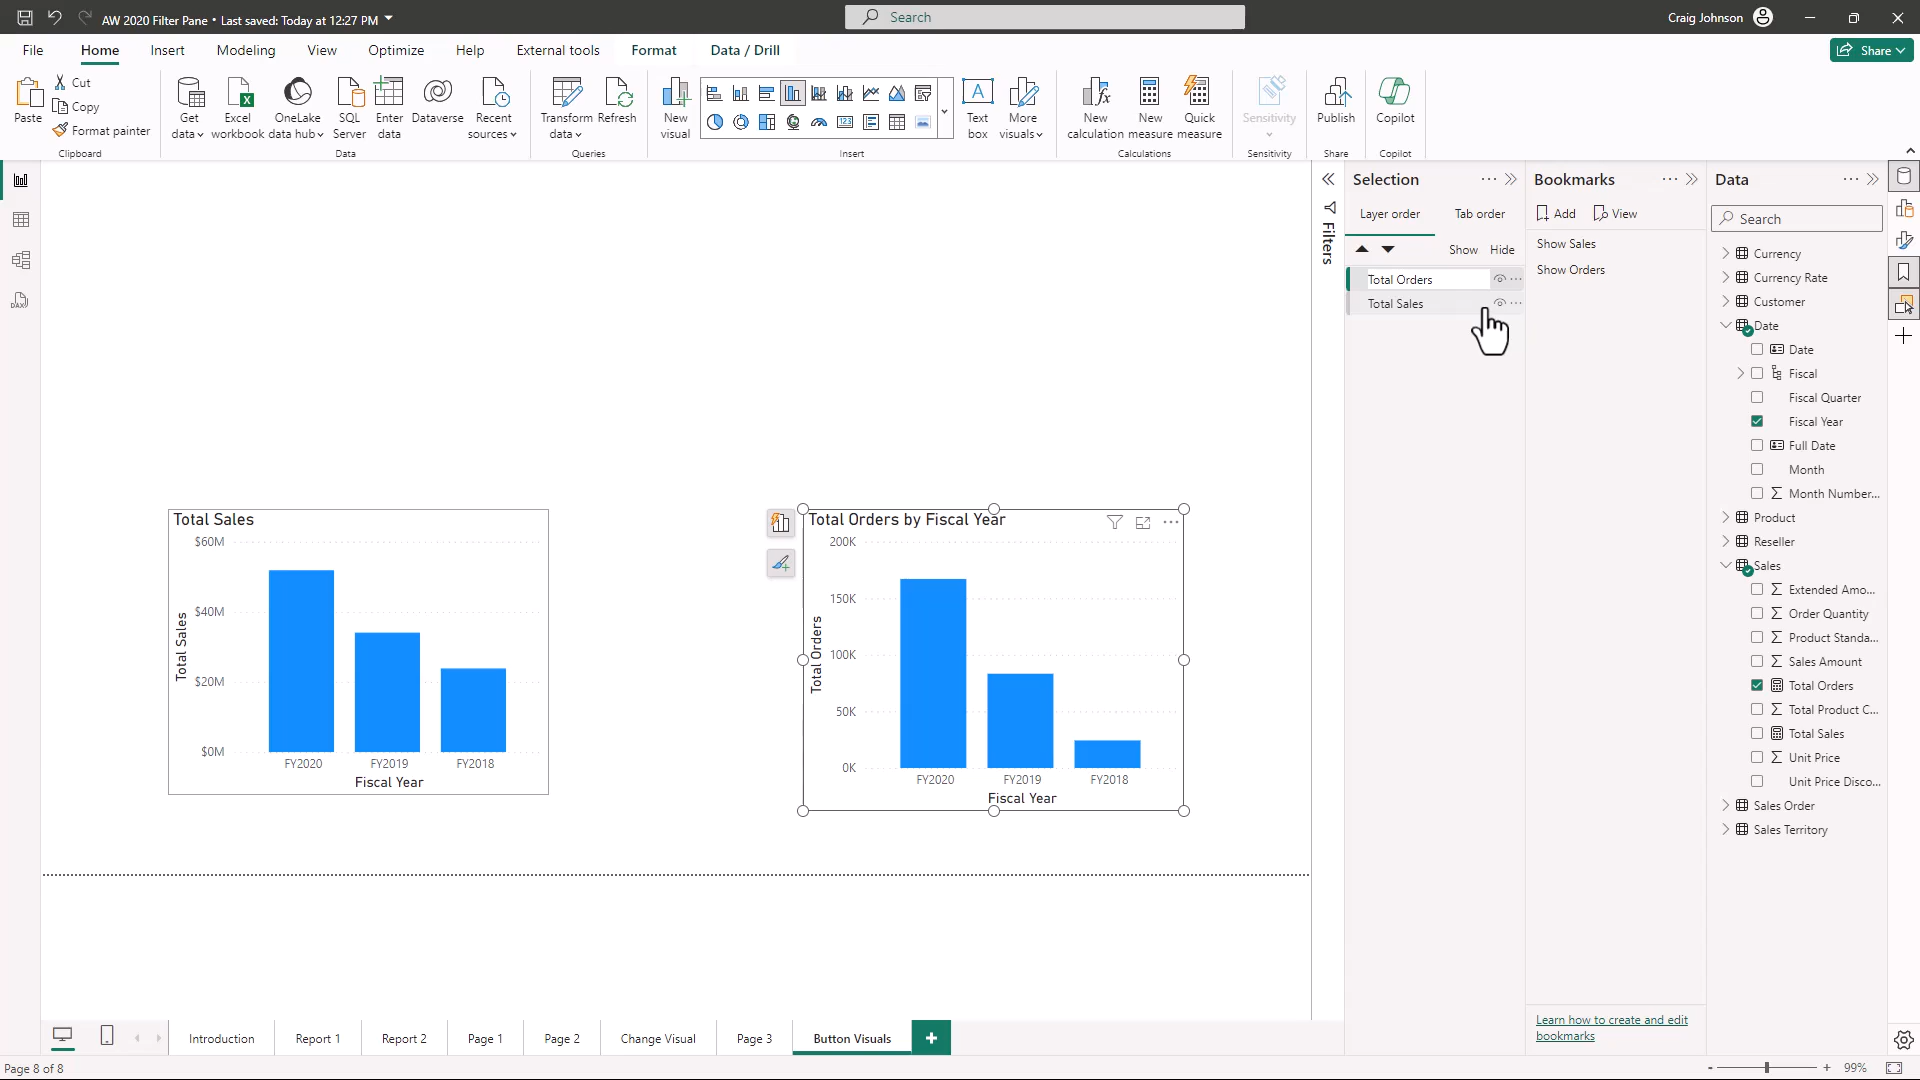 AW 2020 Filter Pane • Last saved: Today at 12:27 PM
Search
Craig Johnson
File
Home
Insert
Modeling
View
Optimize
Help
External tools
Format
Data / Drill
Share
Paste
Cut
Copy
Format painter
Clipboard
Get data
Excel workbook
OneLake data hub
SQL Server
Enter data
Dataverse
Recent sources
Data
Transform data
Refresh
Queries
New visual
Text box
More visuals
Insert
New calculation
New measure
Quick measure
Calculations
Sensitivity
Sensitivity
Publish
Share
Copilot
Copilot
Total Sales
$60M
$40M
$20M
$0M
Total Sales
FY2020
FY2019
FY2018
Fiscal Year
Total Orders by Fiscal Year
200K
150K
100K
50K
0K
Total Orders
FY2020
FY2019
FY2018
Fiscal Year
Filters
Selection
Layer order
Tab order
Show
Hide
Total Orders
Total Sales
Bookmarks
Add
View
Show Sales
Show Orders
Learn how to create and edit
bookmarks
Data
Search
Currency
Currency Rate
Customer
Date
Date
Fiscal
Fiscal Quarter
Fiscal Year
Full Date
Month
Month Number...
Product
Reseller
Sales
Extended Amo...
Order Quantity
Product Standa...
Sales Amount
Total Orders
Total Product C...
Total Sales
Unit Price
Unit Price Disco...
Sales Order
Sales Territory
Introduction
Report 1
Report 2
Page 1
Page 2
Change Visual
Page 3
Button Visuals
Page 8 of 8
99%